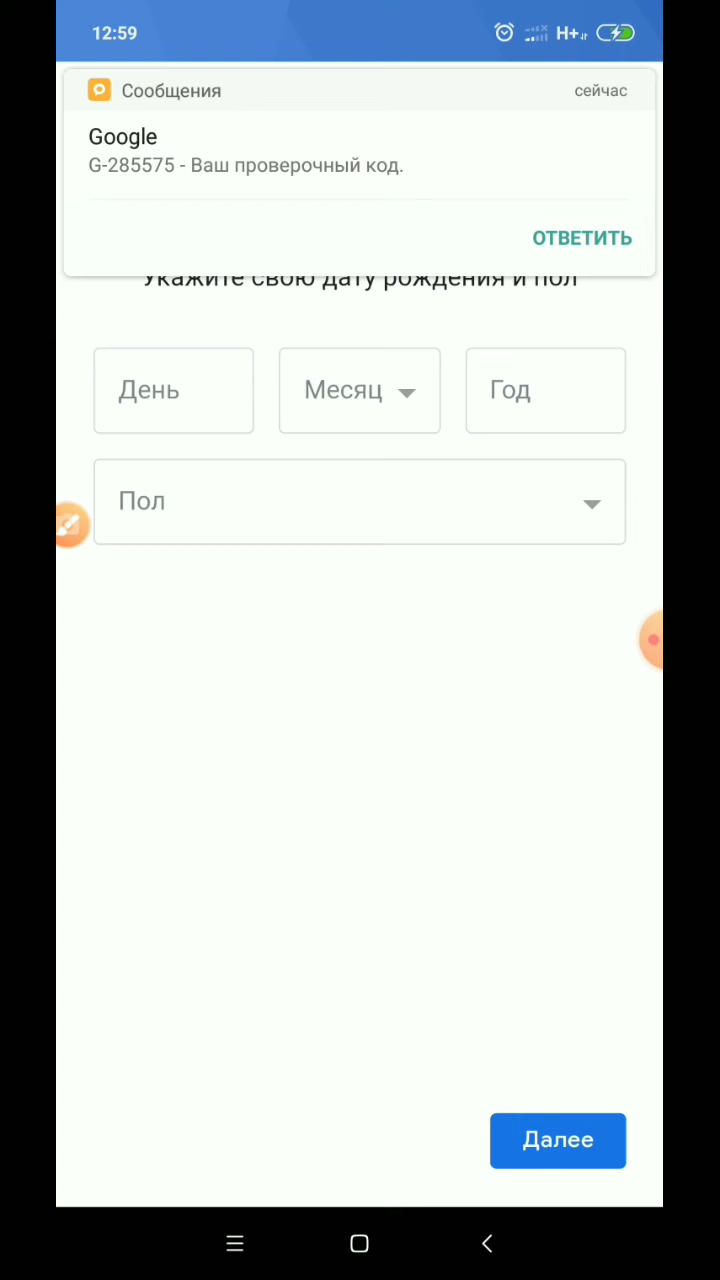 12:59
H+
Сообщения
сейчас
Google
G-285575 - Ваш проверочный код.
ОТВЕТИТЬ
Укажите свою дату рождения и пол
День
Месяц
Год
Пол
Далее